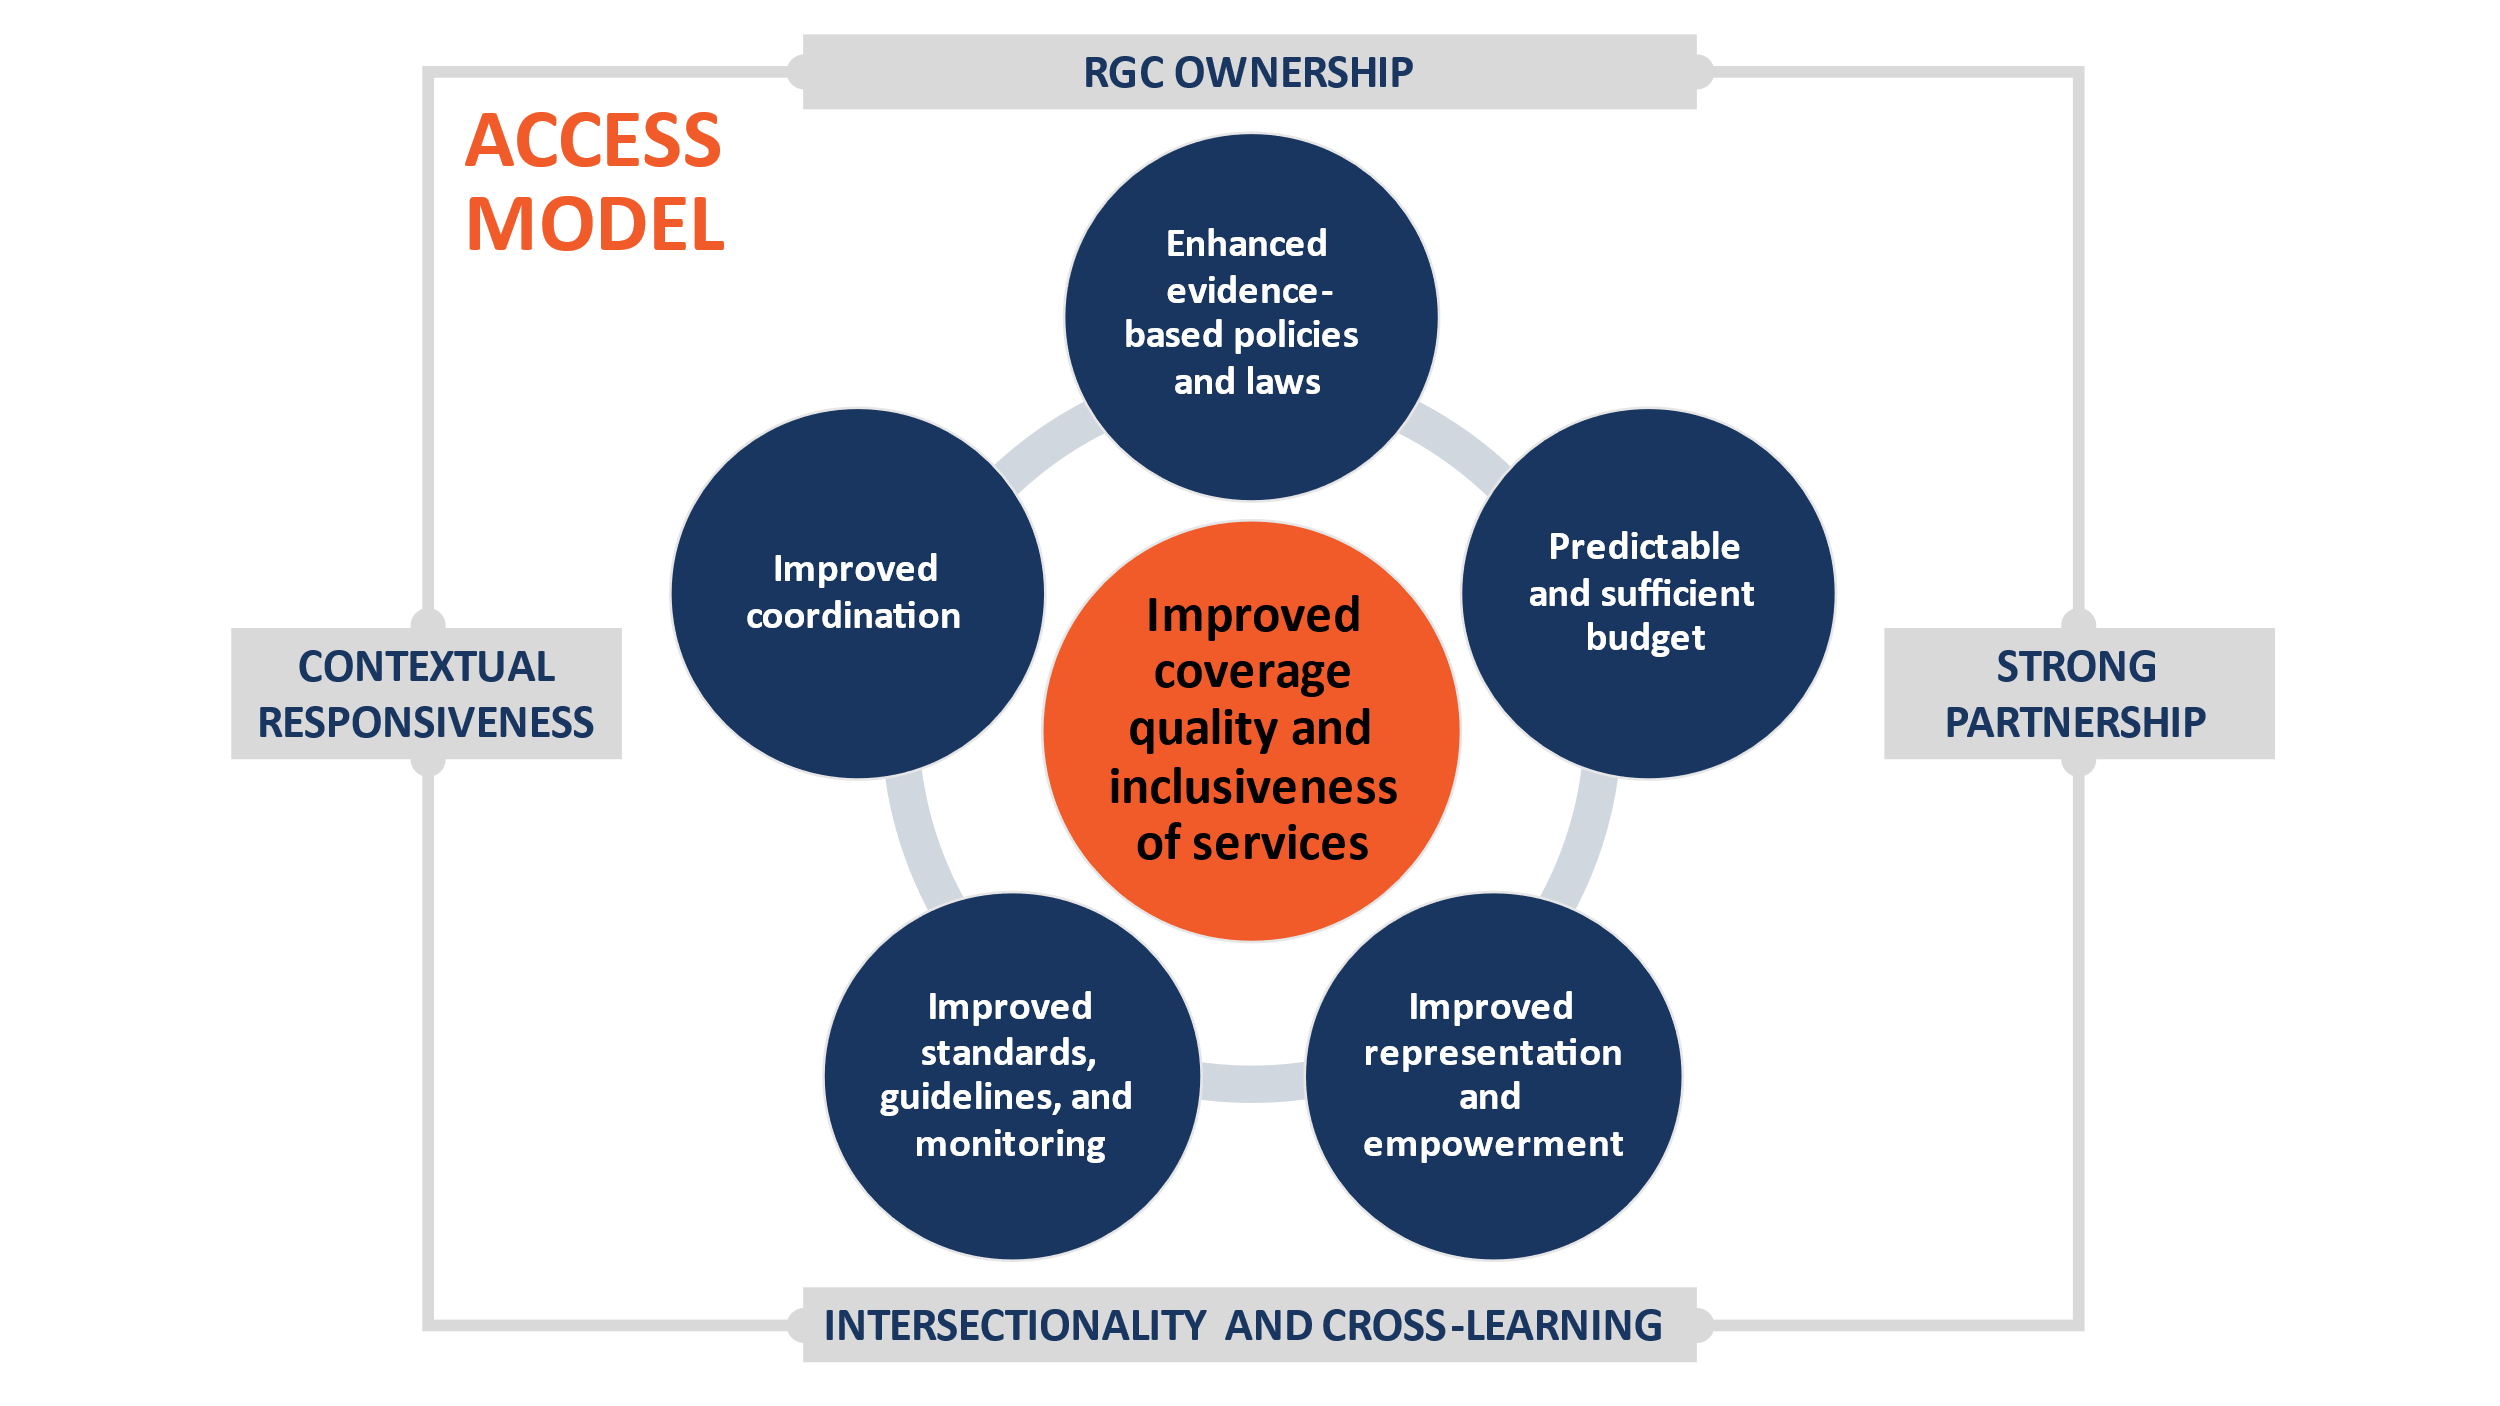 RGC OWNERSHIP
ACCESS
MODEL
Enhanced
evidence-
based policies
and laws
Improved
coordination
Predictable
and sufficient
budget
Improved
coverage
quality and
inclusiveness
of services
CONTEXTUAL
RESPONSIVENESS
STRONG
PARTNERSHIP
Improved
standards,
guidelines, and
monitoring
Improved
representation
and
empowerment
INTERSECTIONALITY AND CROSS-LEARNING